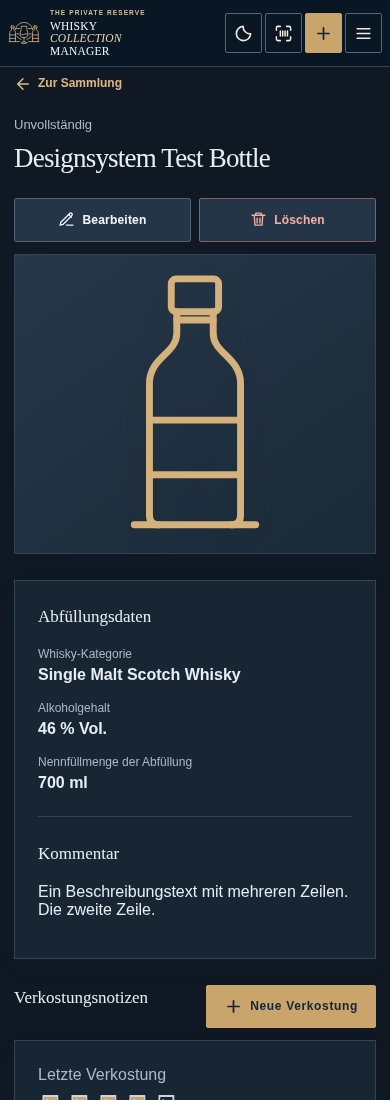 THE PRIVATE RESERVE
WHISKY
COLLECTION
MANAGER
Zur Sammlung
Unvollständig
Designsystem Test Bottle
Bearbeiten
Löschen
Abfüllungsdaten
Whisky-Kategorie
Single Malt Scotch Whisky
Alkoholgehalt
46 % Vol.
Nennfüllmenge der Abfüllung
700 ml
Kommentar
Ein Beschreibungstext mit mehreren Zeilen.
Die zweite Zeile.
Verkostungsnotizen
Neue Verkostung
Letzte Verkostung